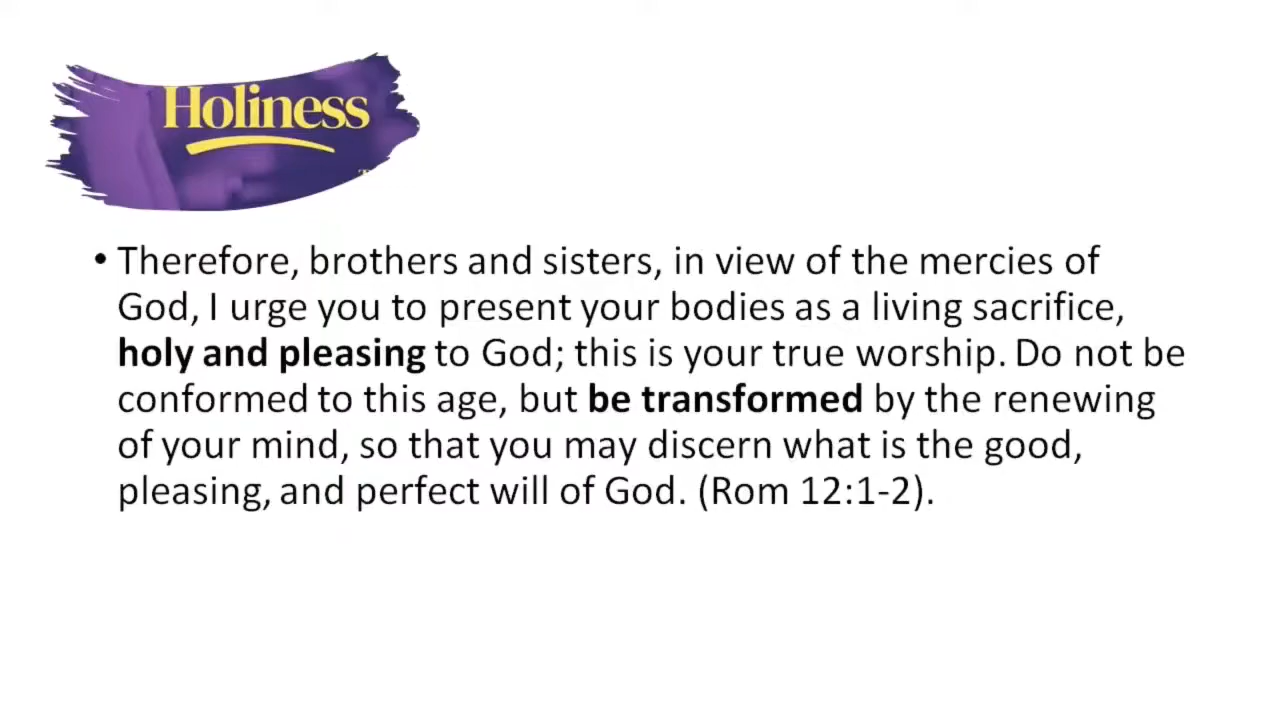 Holiness
• Therefore, brothers and sisters, in view of the mercies of
God, I urge you to present your bodies as a living sacrifice,
holy and pleasing to God; this is your true worship. Do not be
conformed to this age, but be transformed by the renewing
of your mind, so that you may discern what is the good,
pleasing, and perfect will of God. (Rom 12:1-2).